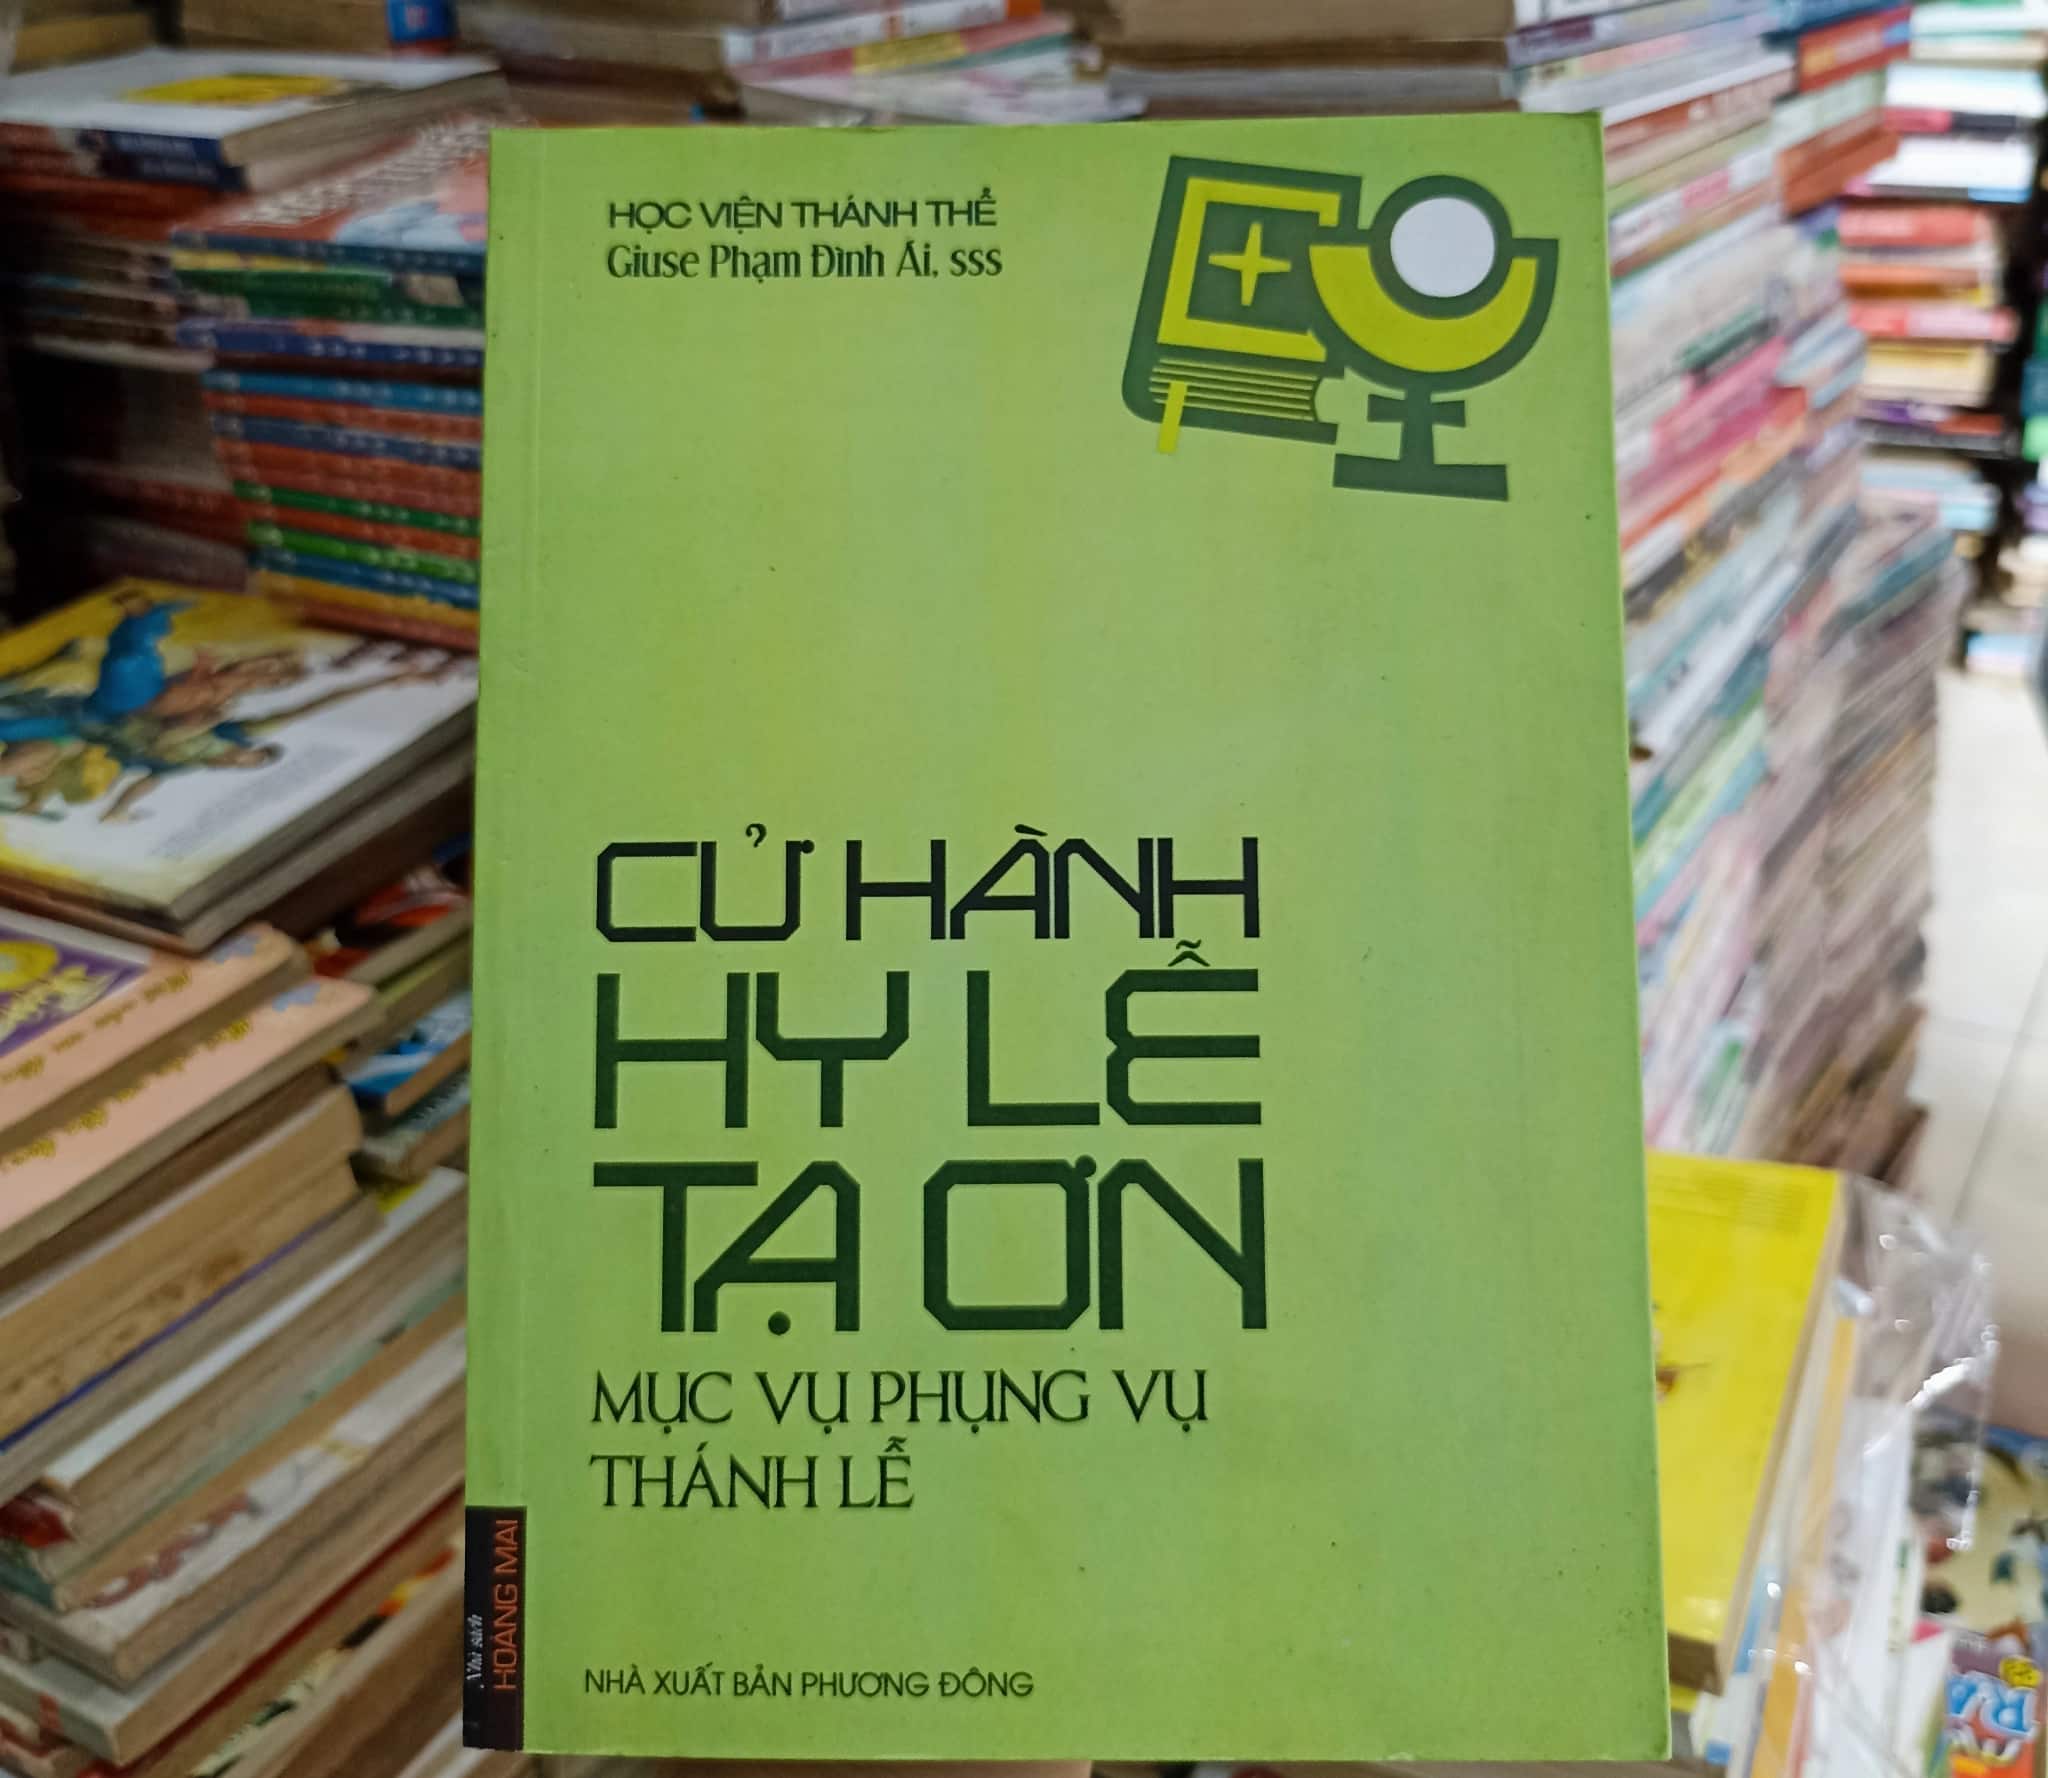 HỌC VIỆN THÁNH THỂ
Giuse Phạm Đình Ái, sss
CỬ HÀNH
HY LỄ
TẠ ƠN
MỤC VỤ PHỤNG VỤ
THÁNH LỄ
Nhà sách
HOÀNG MAI
NHÀ XUẤT BẢN PHƯƠNG ĐÔNG